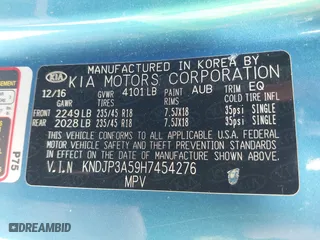 MANUFACTURED IN KOREA BY
KIA KIA MOTORS CORPORATION
12/16 GVWR 4101LB PAINT AUB TRIM EQ
GAWR TIRES RIMS COLD TIRE INFL.
FRONT 2249LB 235/45 R18 7.5JX18 35psi SINGLE
REAR 2028LB 235/45 R18 7.5JX18 35psi SINGLE
THIS VEHICLE CONFORMS TO ALL APPLICABLE U.S.A. FEDERAL
MOTOR VEHICLE SAFETY, BUMPER, AND THEFT PREVENTION
STANDARDS IN EFFECT ON THE DATE OF MANUFACTURE SHOWN ABOVE.
V.I.N KNDJP3A59H7454276
MPV
P75